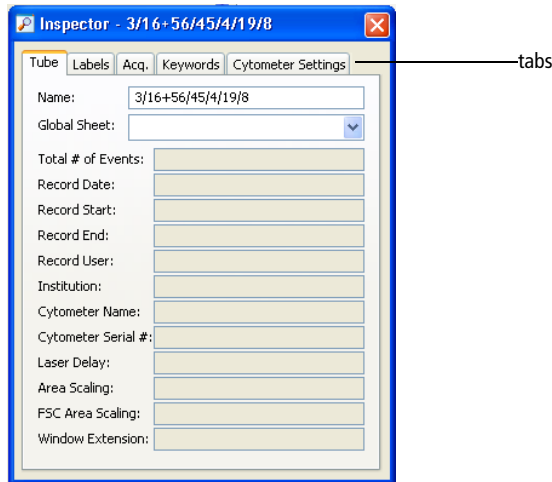 Inspector - 3/16+56/45/4/19/8
Tube Labels Acq. Keywords Cytometer Settings
tabs
Name: 3/16+56/45/4/19/8
Global Sheet:
Total # of Events:
Record Date:
Record Start:
Record End:
Record User:
Institution:
Cytometer Name:
Cytometer Serial #:
Laser Delay:
Area Scaling:
FSC Area Scaling:
Window Extension: